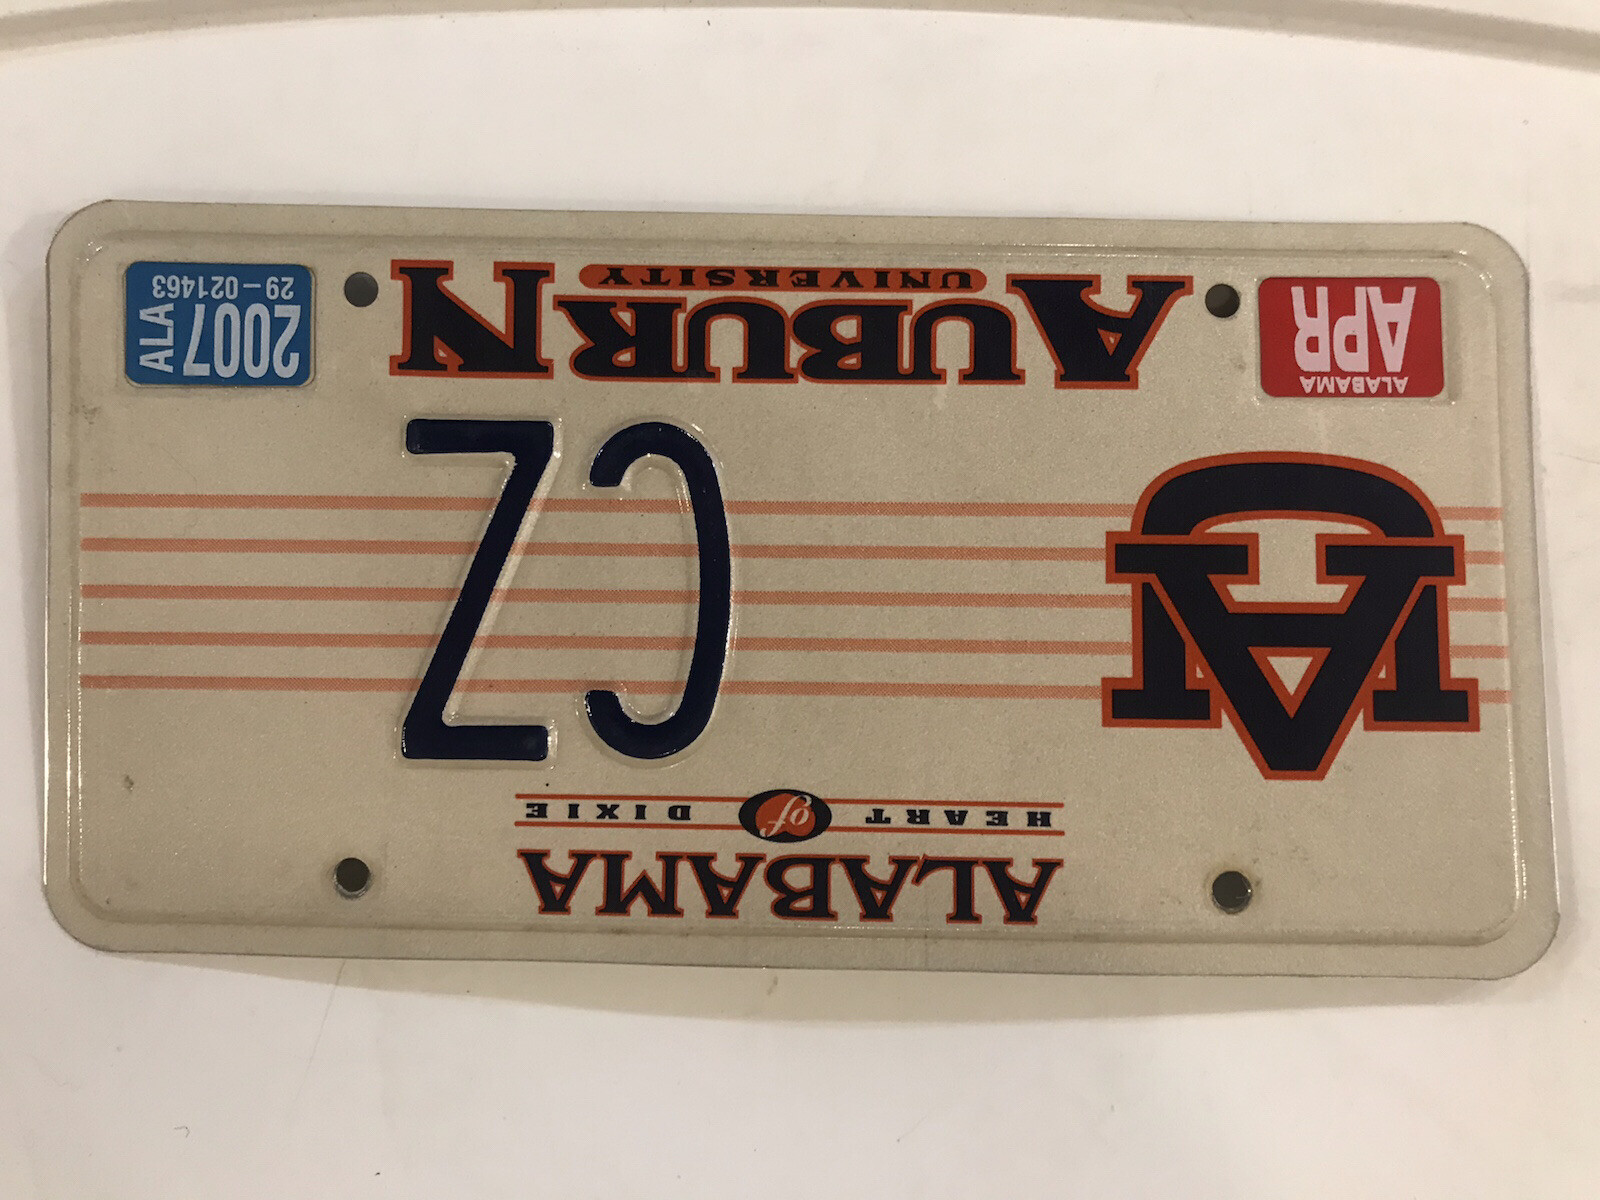 ALABAMA
HEART of DIXIE
AU
CZ
ALABAMA
APR
AUBURN
UNIVERSITY
2007 ALA
29-021463